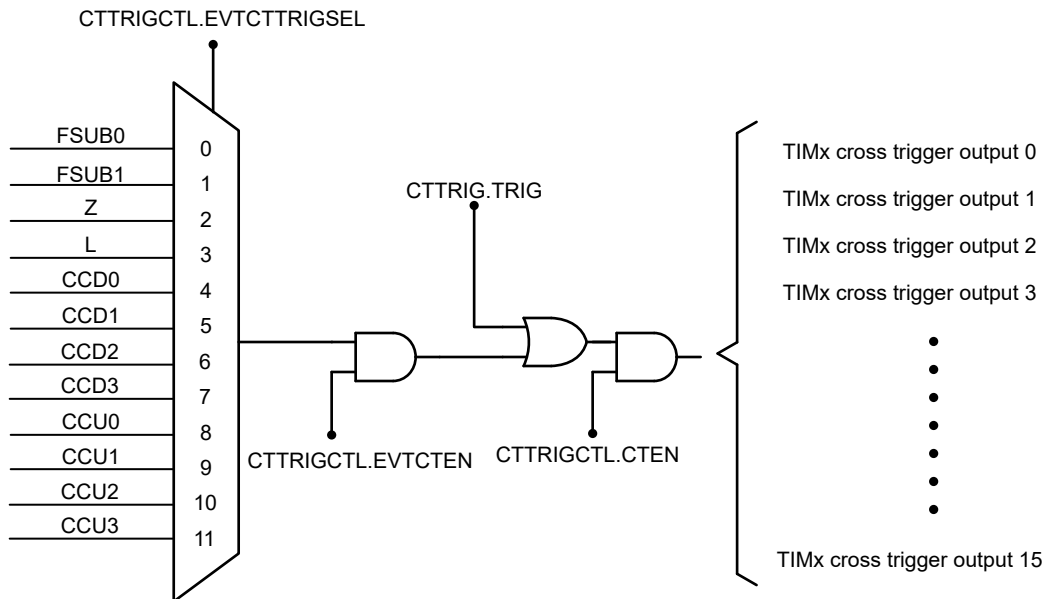 CTTRIGCTL.EVTCTTRIGSEL
FSUB0
0
FSUB1
1
Z
2
L
3
CCD0
4
CCD1
5
CCD2
6
CCD3
7
CCU0
8
CCU1
9
CCU2
10
CCU3
11
CTTRIG.TRIG
CTTRIGCTL.EVTCTEN
CTTRIGCTL.CTEN
TIMx cross trigger output 0
TIMx cross trigger output 1
TIMx cross trigger output 2
TIMx cross trigger output 3
TIMx cross trigger output 15